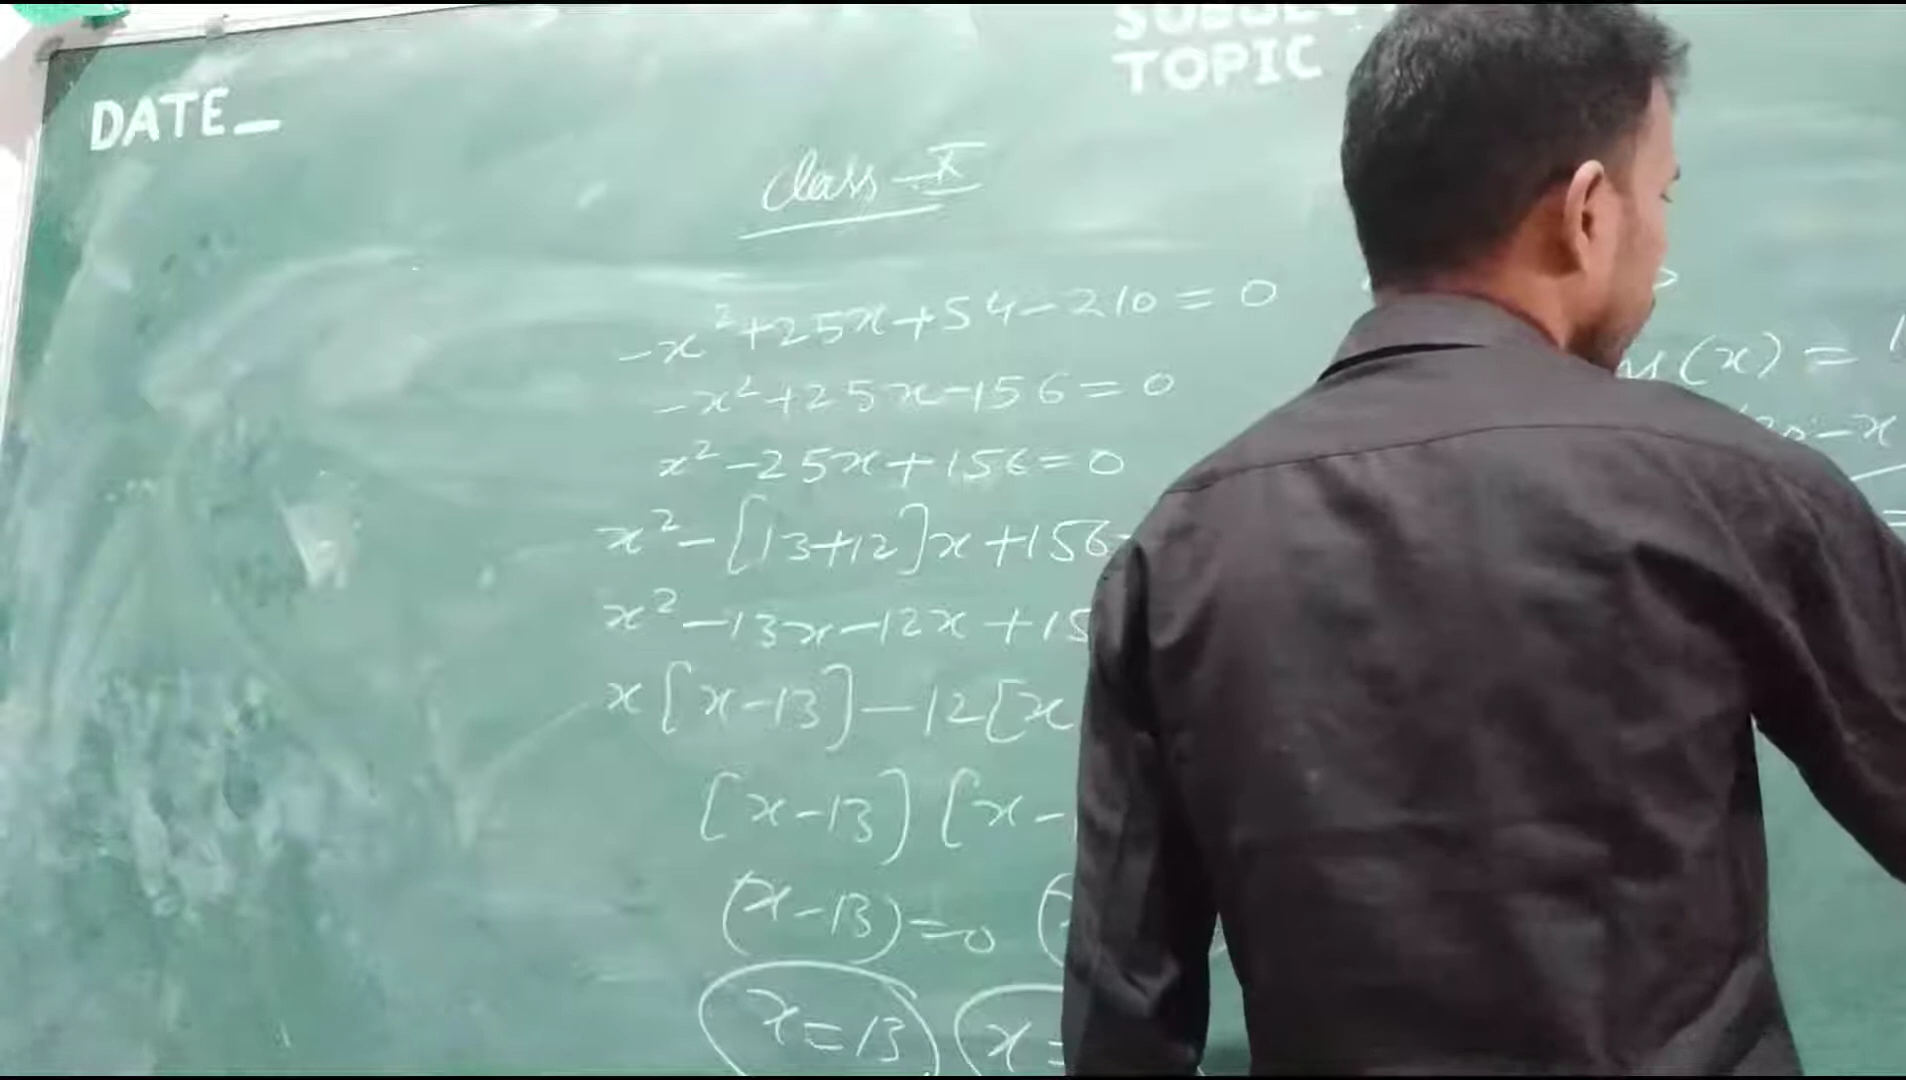 DATE_
TOPIC
Class - X
-x²+25x+54-210=0
-x²+25x-156=0
x²-25x+156=0
x²-[13+12]x+156
x²-13x-12x+15
x[x-13]-12[x
[x-13)[x-
(x-13)=0 (
x=13 x=
(x) =
-x
=